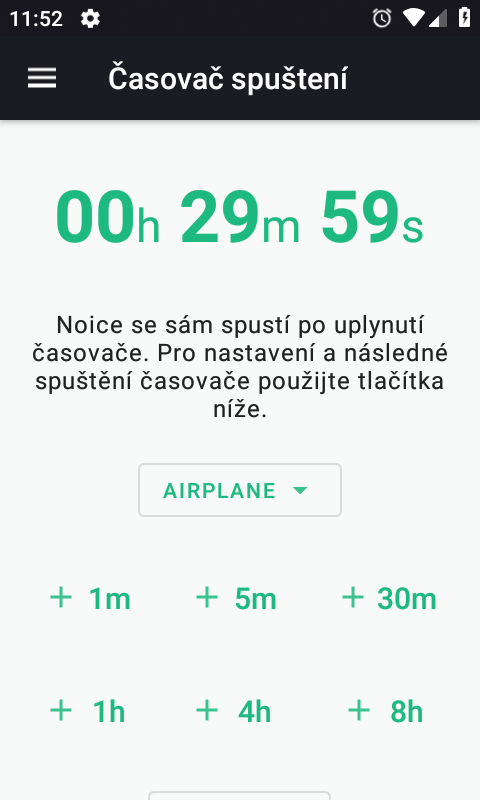 11:52
Časovač spuštení
00h 29m 59s
Noice se sám spustí po uplynutí
časovače. Pro nastavení a následné
spuštění časovače použijte tlačítka
níže.
AIRPLANE
+ 1m + 5m + 30m
+ 1h + 4h + 8h